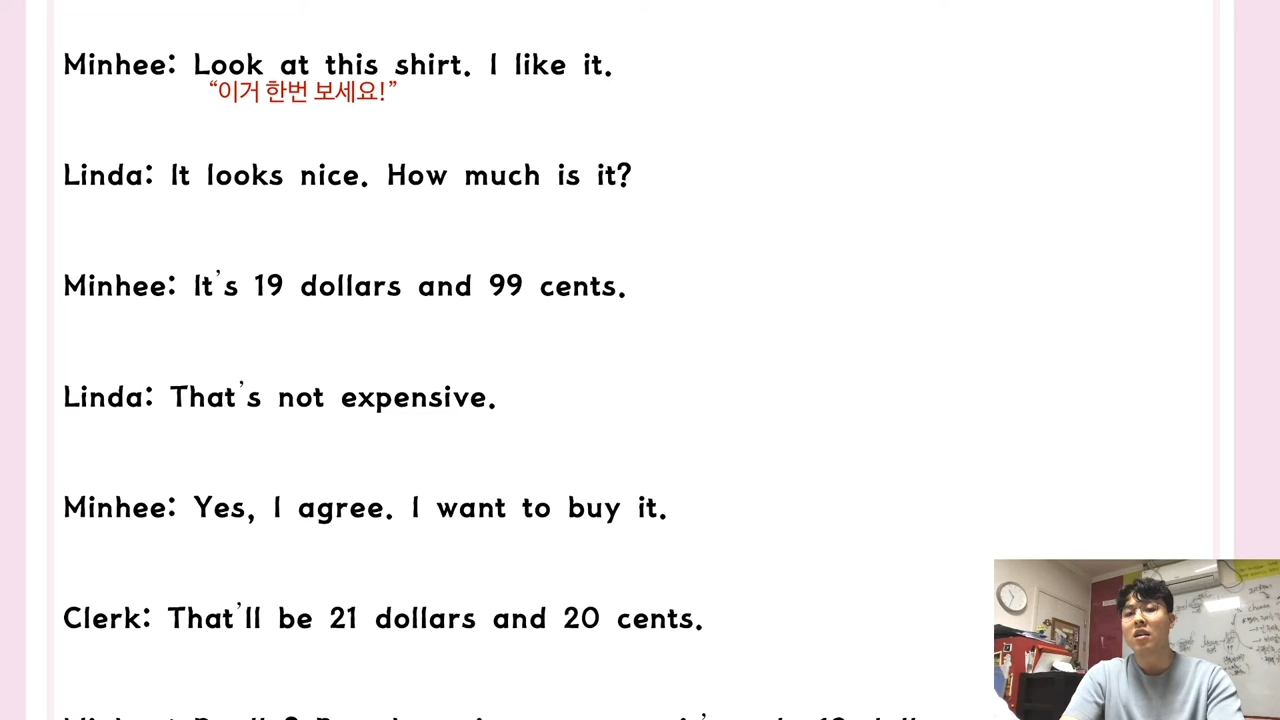 Minhee: Look at this shirt. I like it.
“이거 한번 보세요!”
Linda: It looks nice. How much is it?
Minhee: It’s 19 dollars and 99 cents.
Linda: That’s not expensive.
Minhee: Yes, I agree. I want to buy it.
Clerk: That’ll be 21 dollars and 20 cents.